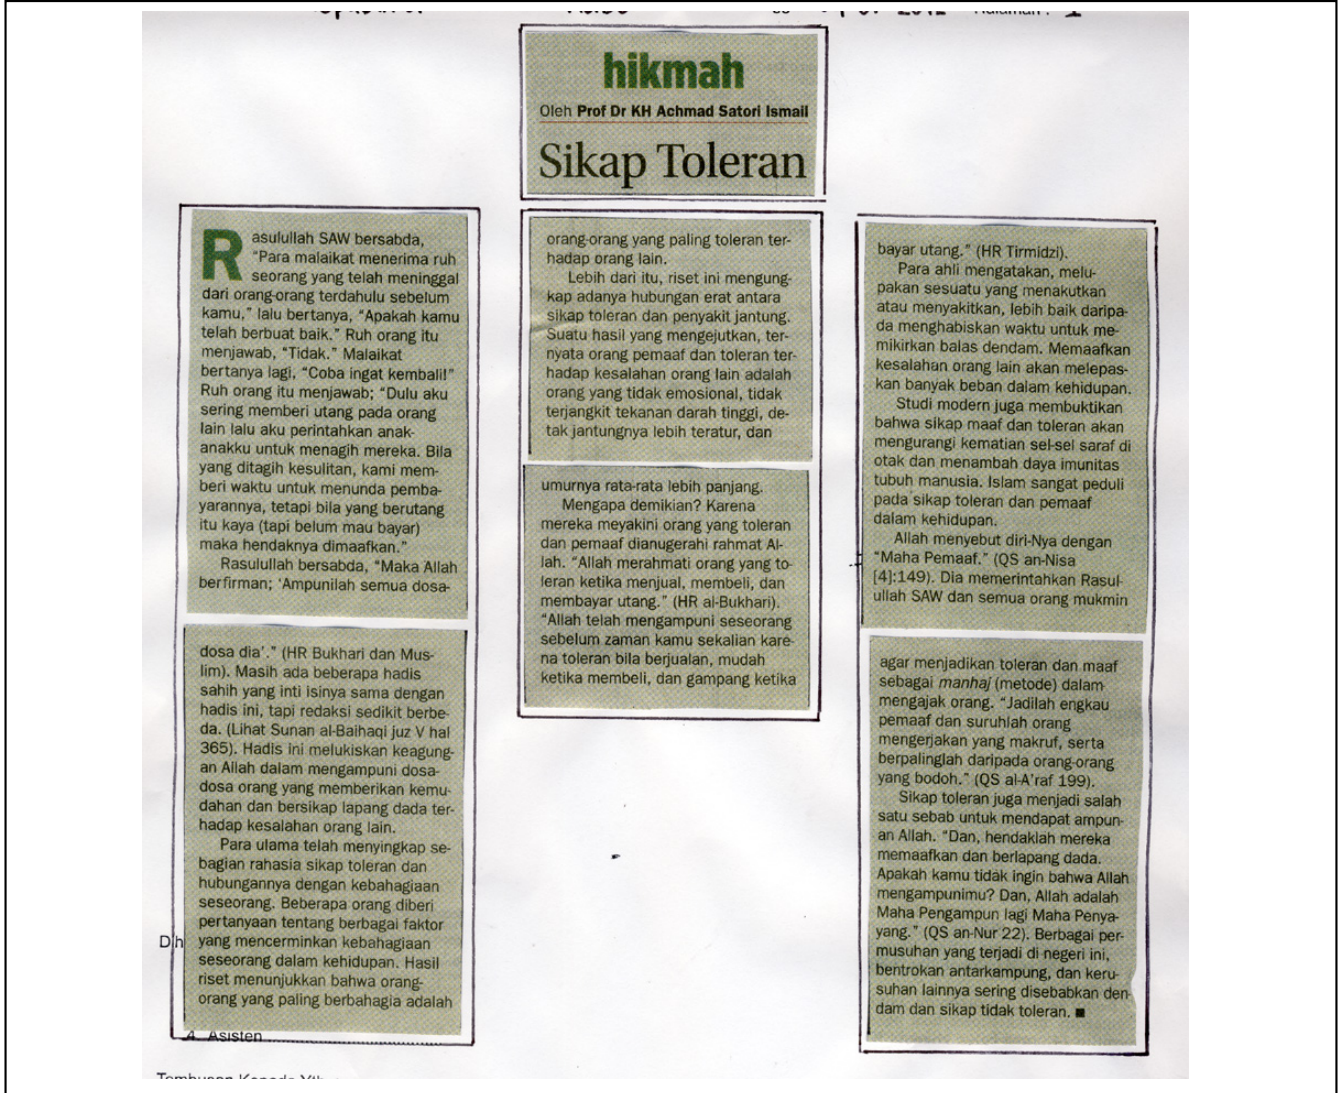 Halaman :
hikmah
Oleh Prof Dr KH Achmad Satori Ismail
Sikap Toleran
Rasulullah SAW bersabda,
“Para malaikat menerima ruh
seorang yang telah meninggal
dari orang-orang terdahulu sebelum
kamu,” lalu bertanya, “Apakah kamu
telah berbuat baik.” Ruh orang itu
menjawab, “Tidak.” Malaikat
bertanya lagi, “Coba ingat kembali!”
Ruh orang itu menjawab; “Dulu aku
sering memberi utang pada orang
lain lalu aku perintahkan anak-
anakku untuk menagih mereka. Bila
yang ditagih kesulitan, kami mem-
beri waktu untuk menunda pemba-
yarannya, tetapi bila yang berutang
itu kaya (tapi belum mau bayar)
maka hendaknya dimaafkan.”
Rasulullah bersabda, “Maka Allah
berfirman; ‘Ampunilah semua dosa-
dosa dia’.” (HR Bukhari dan Mus-
lim). Masih ada beberapa hadis
sahih yang inti isinya sama dengan
hadis ini, tapi redaksi sedikit berbe-
da. (Lihat Sunan al-Baihaqi juz V hal
365). Hadis ini melukiskan keagung-
an Allah dalam mengampuni dosa-
dosa orang yang memberikan kemu-
dahan dan bersikap lapang dada ter-
hadap kesalahan orang lain.
Para ulama telah menyingkap se-
bagian rahasia sikap toleran dan
hubungannya dengan kebahagiaan
seseorang. Beberapa orang diberi
pertanyaan tentang berbagai faktor
yang mencerminkan kebahagiaan
seseorang dalam kehidupan. Hasil
riset menunjukkan bahwa orang-
orang yang paling berbahagia adalah
orang-orang yang paling toleran ter-
hadap orang lain.
Lebih dari itu, riset ini mengung-
kap adanya hubungan erat antara
sikap toleran dan penyakit jantung.
Suatu hasil yang mengejutkan, ter-
nyata orang pemaaf dan toleran ter-
hadap kesalahan orang lain adalah
orang yang tidak emosional, tidak
terjangkit tekanan darah tinggi, de-
tak jantungnya lebih teratur, dan
umurnya rata-rata lebih panjang.
Mengapa demikian? Karena
mereka meyakini orang yang toleran
dan pemaaf dianugerahi rahmat Al-
lah. “Allah merahmati orang yang to-
leran ketika menjual, membeli, dan
membayar utang.” (HR al-Bukhari).
“Allah telah mengampuni seseorang
sebelum zaman kamu sekalian kare-
na toleran bila berjualan, mudah
ketika membeli, dan gampang ketika
bayar utang.” (HR Tirmidzi).
Para ahli mengatakan, melu-
pakan sesuatu yang menakutkan
atau menyakitkan, lebih baik daripa-
da menghabiskan waktu untuk me-
mikirkan balas dendam. Memaafkan
kesalahan orang lain akan melepas-
kan banyak beban dalam kehidupan.
Studi modern juga membuktikan
bahwa sikap maaf dan toleran akan
mengurangi kematian sel-sel saraf di
otak dan menambah daya imunitas
tubuh manusia. Islam sangat peduli
pada sikap toleran dan pemaaf
dalam kehidupan.
Allah menyebut diri-Nya dengan
“Maha Pemaaf.” (QS an-Nisa
[4]:149). Dia memerintahkan Rasul-
ullah SAW dan semua orang mukmin
agar menjadikan toleran dan maaf
sebagai manhaj (metode) dalam
mengajak orang. “Jadilah engkau
pemaaf dan suruhlah orang
mengerjakan yang makruf, serta
berpalinglah daripada orang-orang
yang bodoh.” (QS al-A’raf 199).
Sikap toleran juga menjadi salah
satu sebab untuk mendapat ampun-
an Allah. “Dan, hendaklah mereka
memaafkan dan berlapang dada.
Apakah kamu tidak ingin bahwa Allah
mengampunimu? Dan, Allah adalah
Maha Pengampun lagi Maha Penya-
yang.” (QS an-Nur 22). Berbagai per-
musuhan yang terjadi di negeri ini,
bentrokan antarkampung, dan keru-
suhan lainnya sering disebabkan den-
dam dan sikap tidak toleran. ■
Dih
4. Asisten
Tembusan Kepada Yth